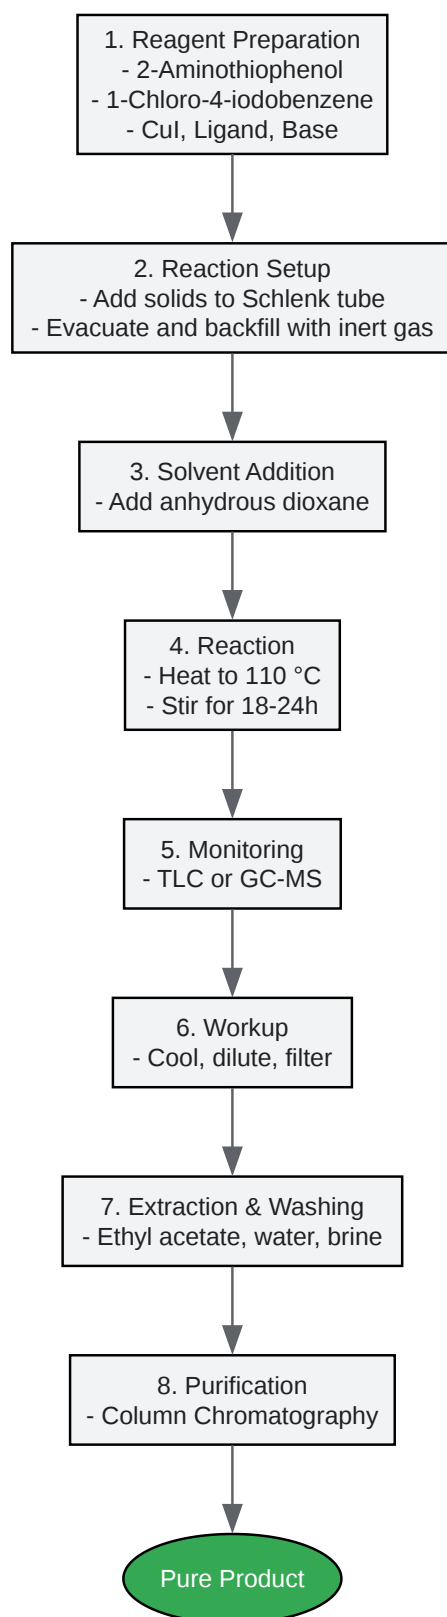 1. Reagent Preparation
- 2-Aminothiophenol
- 1-Chloro-4-iodobenzene
- CuI, Ligand, Base
2. Reaction Setup
- Add solids to Schlenk tube
- Evacuate and backfill with inert gas
3. Solvent Addition
- Add anhydrous dioxane
4. Reaction
- Heat to 110 °C
- Stir for 18-24h
5. Monitoring
- TLC or GC-MS
6. Workup
- Cool, dilute, filter
7. Extraction & Washing
- Ethyl acetate, water, brine
8. Purification
- Column Chromatography
Pure Product